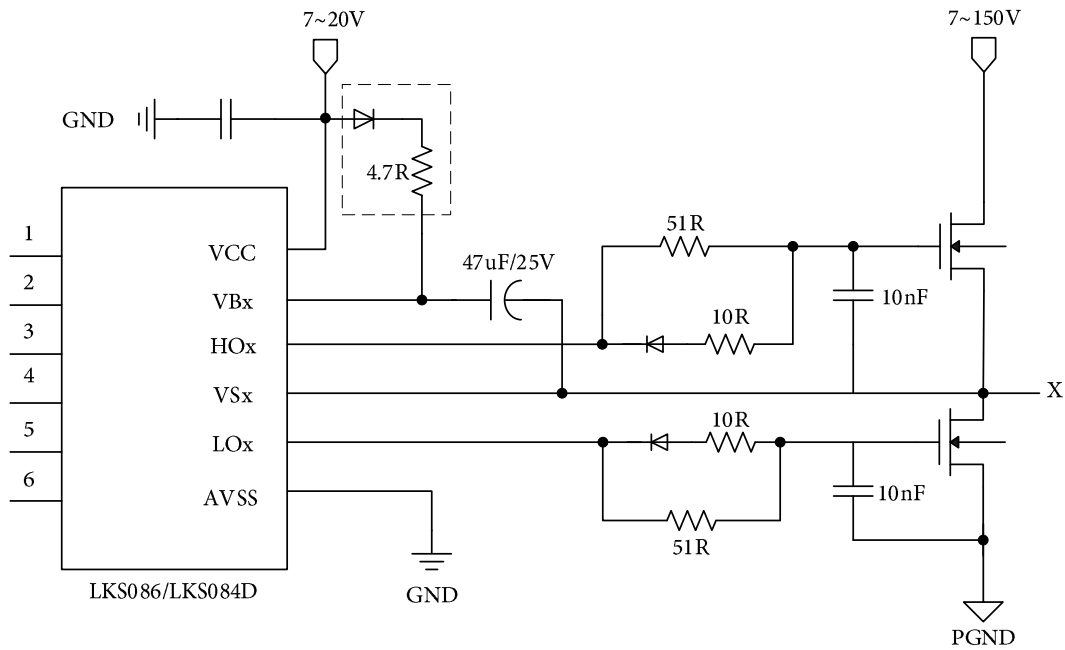 7~20V
7~150V
GND
4.7R
1
2
3
4
5
6
VCC
VBx
HOx
VSx
LOx
AVSS
47uF/25V
51R
10R
10nF
X
10R
10nF
51R
LKS086/LKS084D
GND
PGND